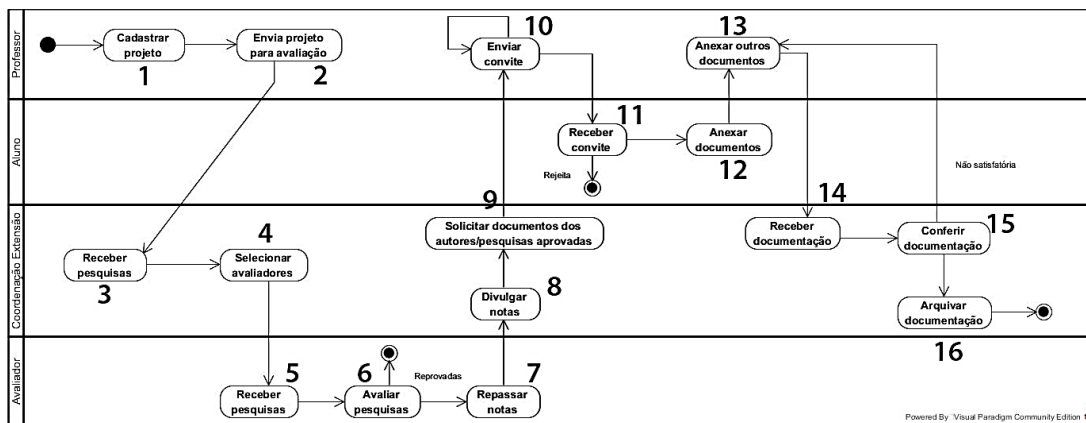 Professor
Cadastrar
projeto
1
Envia projeto
para avaliação
2
Enviar
convite
10
Anexar outros
documentos
13
Aluno
Receber
convite
11
Rejeita
Anexar
documentos
12
Não satisfatória
Coordenação Extensão
Receber
pesquisas
3
Selecionar
avaliadores
4
Solicitar documentos dos
autores/pesquisas aprovadas
9
Divulgar
notas
8
Receber
documentação
14
Conferir
documentação
15
Arquivar
documentação
16
Avaliador
Receber
pesquisas
5
Avaliar
pesquisas
6
Reprovadas
Repassar
notas
7
Powered By Visual Paradigm Community Edition